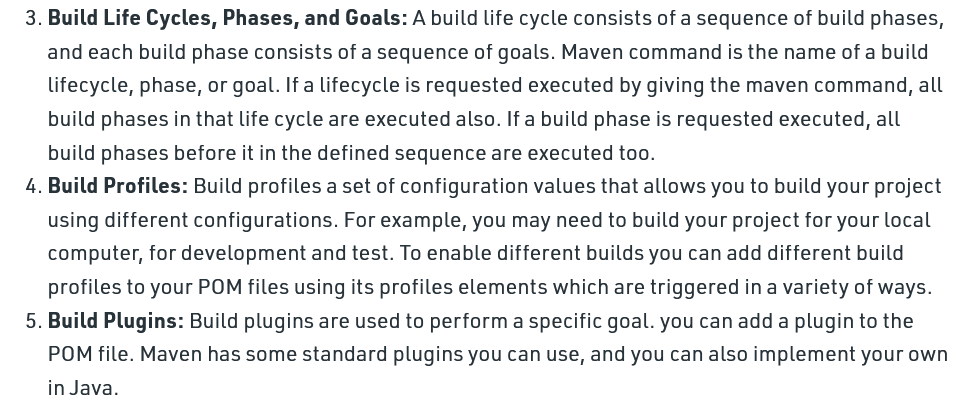 3. Build Life Cycles, Phases, and Goals: A build life cycle consists of a sequence of build phases,
and each build phase consists of a sequence of goals. Maven command is the name of a build
lifecycle, phase, or goal. If a lifecycle is requested executed by giving the maven command, all
build phases in that life cycle are executed also. If a build phase is requested executed, all
build phases before it in the defined sequence are executed too.
4. Build Profiles: Build profiles a set of configuration values that allows you to build your project
using different configurations. For example, you may need to build your project for your local
computer, for development and test. To enable different builds you can add different build
profiles to your POM files using its profiles elements which are triggered in a variety of ways.
5. Build Plugins: Build plugins are used to perform a specific goal. you can add a plugin to the
POM file. Maven has some standard plugins you can use, and you can also implement your own
in Java.